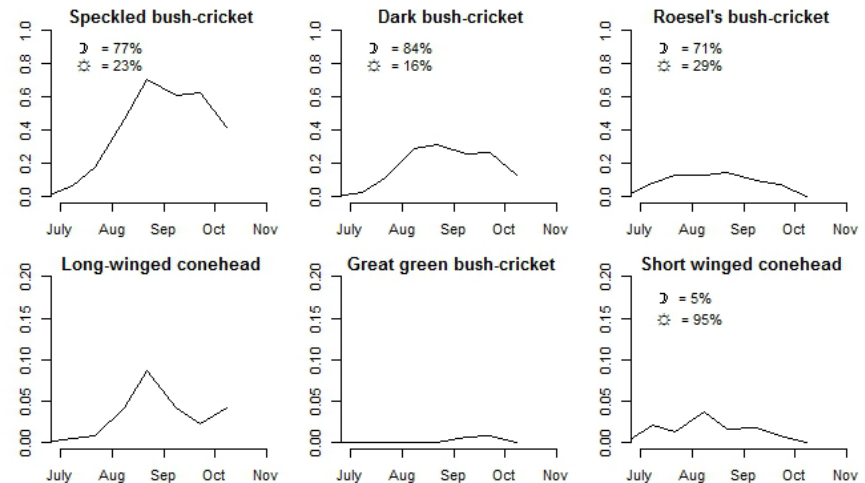 Speckled bush-cricket
= 77%
= 23%
0.0 0.2 0.4 0.6 0.8 1.0
July Aug Sep Oct Nov
Dark bush-cricket
= 84%
= 16%
0.0 0.2 0.4 0.6 0.8 1.0
July Aug Sep Oct Nov
Roesel's bush-cricket
= 71%
= 29%
0.0 0.2 0.4 0.6 0.8 1.0
July Aug Sep Oct Nov
Long-winged conehead
0.00 0.05 0.10 0.15 0.20
July Aug Sep Oct Nov
Great green bush-cricket
0.00 0.05 0.10 0.15 0.20
July Aug Sep Oct Nov
Short winged conehead
= 5%
= 95%
0.00 0.05 0.10 0.15 0.20
July Aug Sep Oct Nov